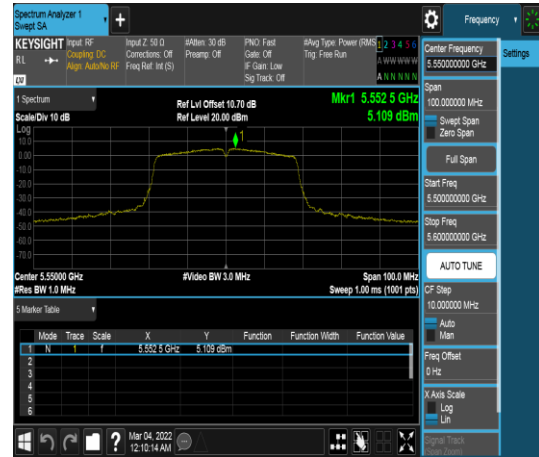 Spectrum Analyzer 1
Swept SA
+
Frequency
KEYSIGHT
Input: RF
Coupling: DC
Align: Auto/No RF
Input Z: 50 Ω
Corrections: Off
Freq Ref: Int (S)
#Atten: 30 dB
Preamp: Off
PNO: Fast
Gate: Off
IF Gain: Low
Sig Track: Off
#Avg Type: Power (RMS
Trig: Free Run
1 2 3 4 5 6
A W W W W W
A N N N N N
R L
LXI
1 Spectrum
Scale/Div 10 dB
Ref Lvl Offset 10.70 dB
Ref Level 20.00 dBm
Mkr1 5.552 5 GHz
5.109 dBm
Log
10.0
0.00
-10.0
-20.0
-30.0
-40.0
-50.0
-60.0
-70.0
1
Center 5.55000 GHz
#Video BW 3.0 MHz
Span 100.0 MHz
#Res BW 1.0 MHz
Sweep 1.00 ms (1001 pts)
5 Marker Table
Mode Trace Scale X Y Function Function Width Function Value
1 N 1 f 5.552 5 GHz 5.109 dBm
2
3
4
5
6
Mar 04, 2022
12:10:14 AM
Settings
Center Frequency
5.550000000 GHz
Span
100.000000 MHz
Swept Span
Zero Span
Full Span
Start Freq
5.500000000 GHz
Stop Freq
5.600000000 GHz
AUTO TUNE
CF Step
10.000000 MHz
Auto
Man
Freq Offset
0 Hz
X Axis Scale
Log
Lin
Signal Track
(Span Zoom)